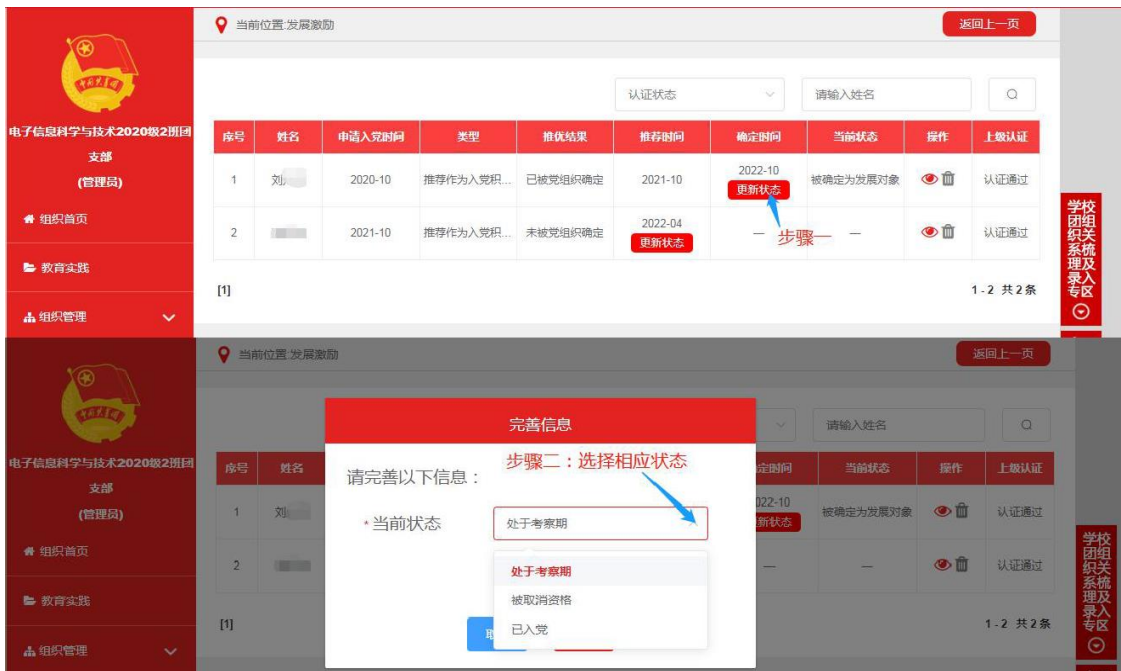 当前位置:发展激励
返回上一页
认证状态
请输入姓名
电子信息科学与技术2020级2班团
支部
(管理员)
组织首页
教育实践
组织管理
序号 姓名 申请入党时间 类型 推优结果 推荐时间 确定时间 当前状态 操作 上级认证
1 刘 2020-10 推荐作为入党积... 已被党组织确定 2021-10 2022-10 被确定为发展对象 认证通过
更新状态
2 2021-10 推荐作为入党积... 未被党组织确定 2022-04 — — 认证通过
更新状态
步骤一
[1]
1-2 共2条
学校团组织关系梳理及录入专区
当前位置:发展激励
返回上一页
请输入姓名
电子信息科学与技术2020级2班团
支部
(管理员)
组织首页
教育实践
组织管理
序号 姓名 定时间 当前状态 操作 上级认证
1 刘 022-10 被确定为发展对象 认证通过
新状态
2 — — 认证通过
[1]
1-2 共2条
完善信息
步骤二：选择相应状态
请完善以下信息：
*当前状态
处于考察期
处于考察期
被取消资格
已入党
学校团组织关系梳理及录入专区